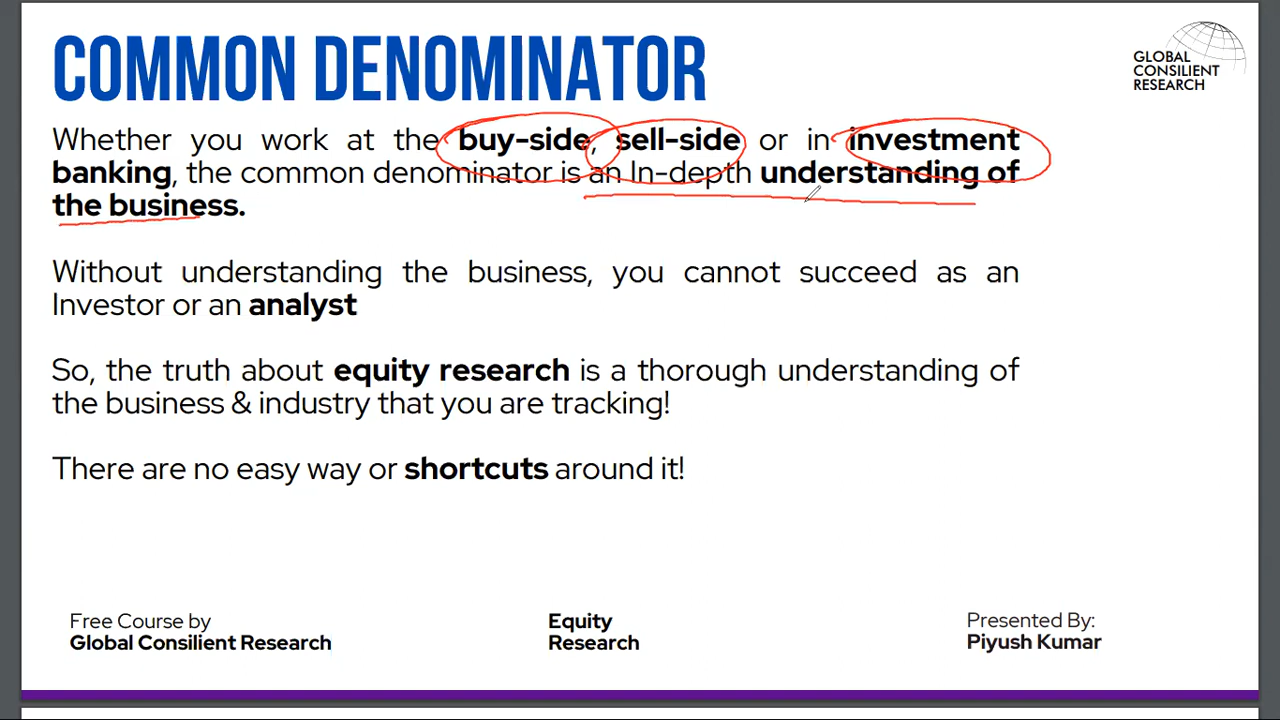 COMMON DENOMINATOR
GLOBAL
CONSILIENT
RESEARCH
Whether you work at the buy-side, sell-side or in investment
banking, the common denominator is an In-depth understanding of
the business.
Without understanding the business, you cannot succeed as an
Investor or an analyst
So, the truth about equity research is a thorough understanding of
the business & industry that you are tracking!
There are no easy way or shortcuts around it!
Free Course by
Global Consilient Research
Equity
Research
Presented By:
Piyush Kumar